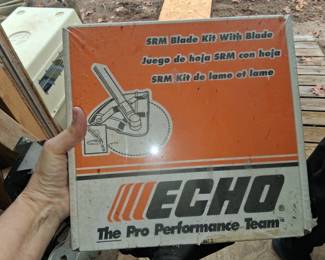 SRM Blade Kit With Blade
Juego de hoja SRM con hoja
SRM Kit de lame et lame
ECHO®
The Pro Performance Team™